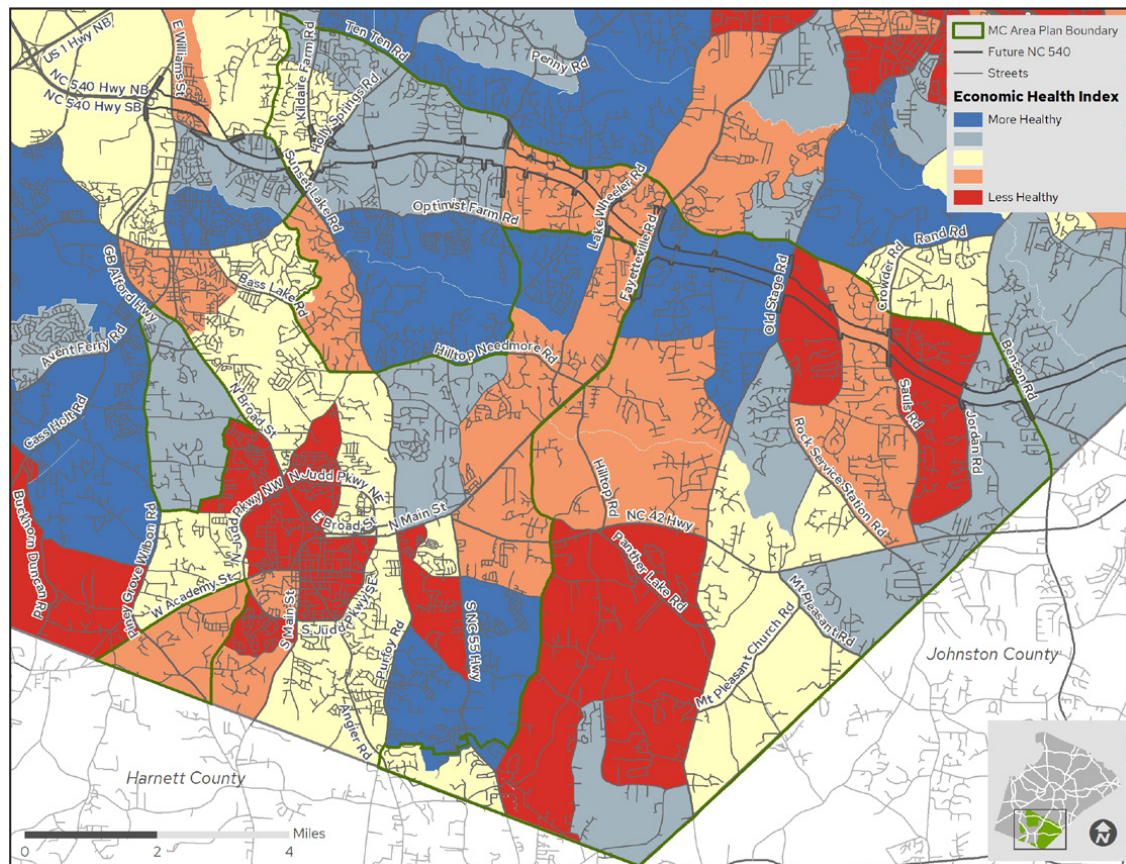 US 1 Hwy NB
NC 540 Hwy NB
NC 540 Hwy SB
E Williams St
Kildaire Farm Rd
Holly Springs Rd
Ten Ten Rd
Penny Rd
Sunset Lake Rd
Optimist Farm Rd
Lake Wheeler Rd
Fayetteville Rd
Old Stage Rd
Crowder Rd
Rand Rd
GB Alford Hwy
Bass Lake Rd
Avent Ferry Rd
Hilltop Needmore Rd
Benson Rd
Cass Holt Rd
N Broad St
Sauls Rd
Jordan Rd
Rock Service Station Rd
N Judd Pkwy NW
N Judd Pkwy NE
E Broad St
N Main St
Hilltop Rd
NC 42 Hwy
Buckhorn Duncan Rd
Piney Grove Wilbon Rd
W Academy St
S Main St
S Judd Pkwy SE
Purfoy Rd
S NC 55 Hwy
Panther Lake Rd
Mt Pleasant Rd
Mt Pleasant Church Rd
Angier Rd
Johnston County
Harnett County
MC Area Plan Boundary
Future NC 540
Streets
Economic Health Index
More Healthy
Less Healthy
Miles
0 2 4
N